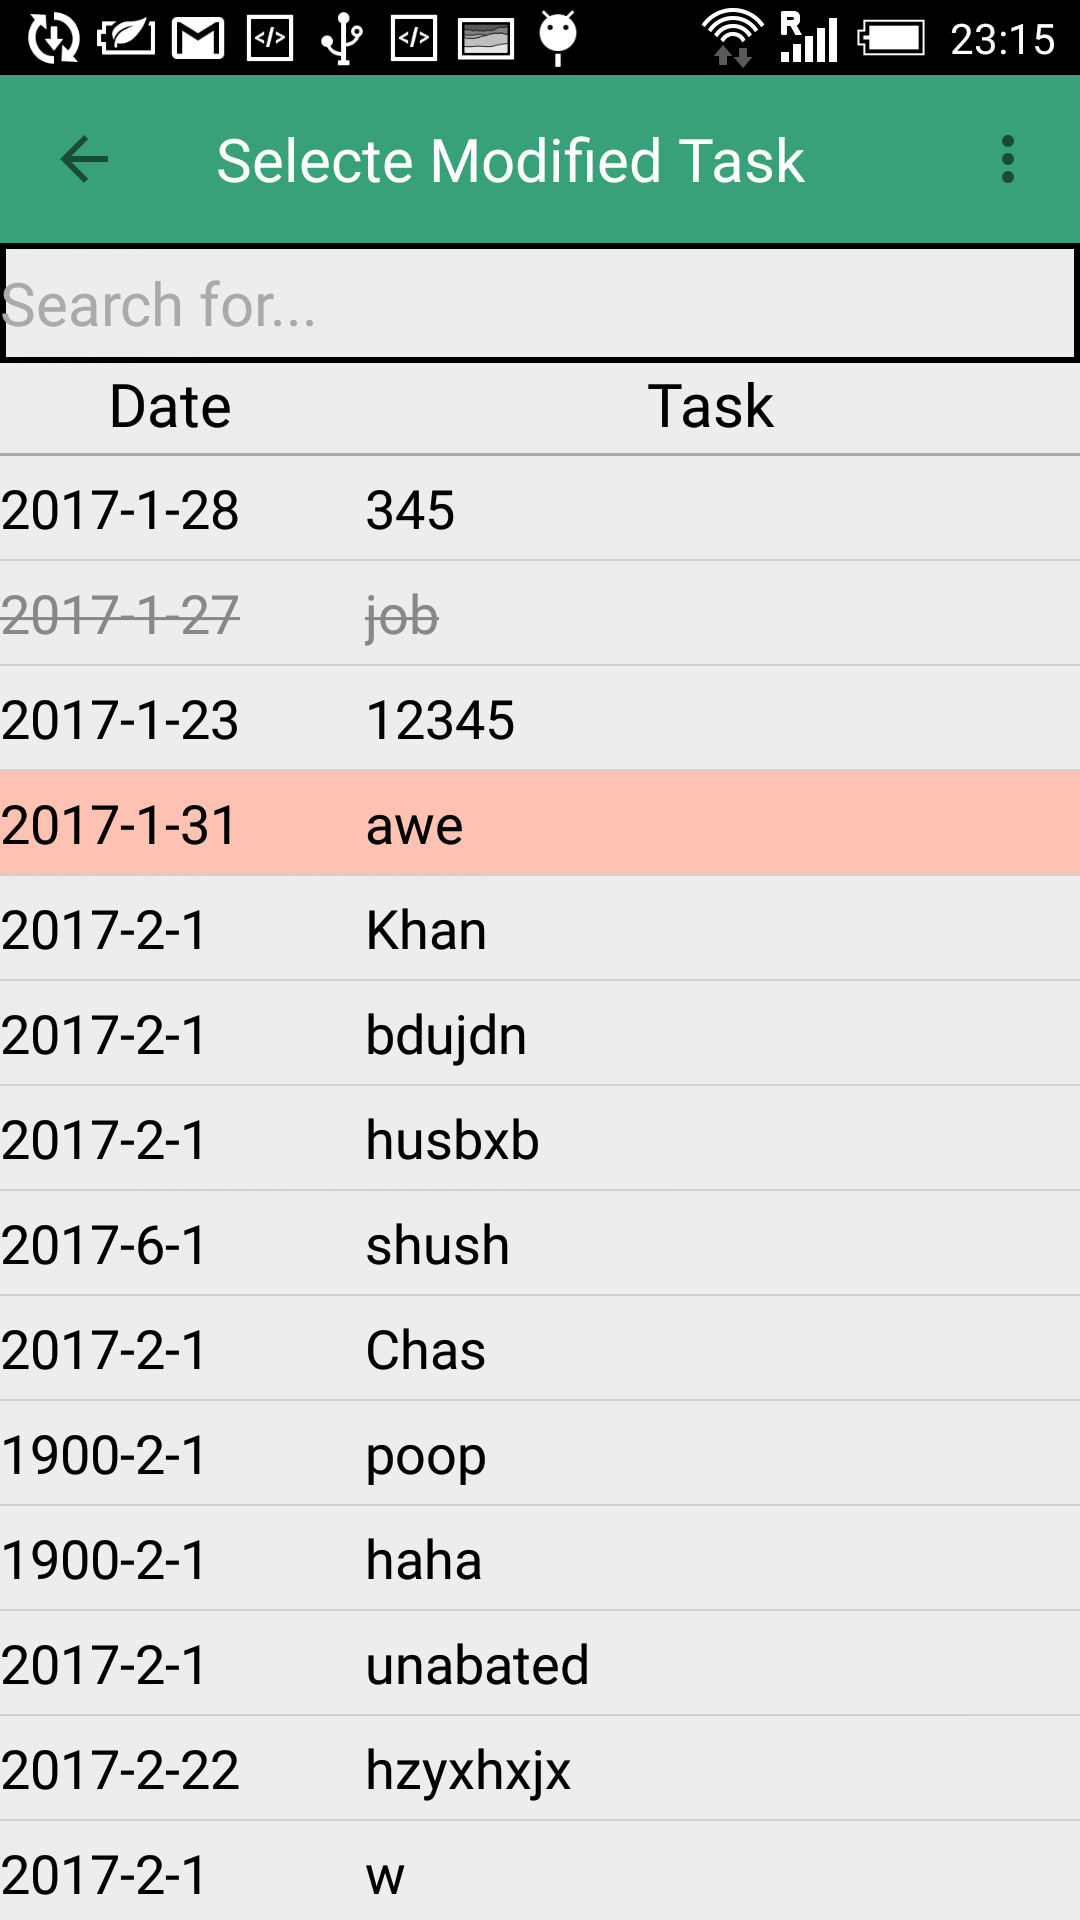 R 23:15
Selecte Modified Task
Search for...
Date Task
2017-1-28 345
2017-1-27 job
2017-1-23 12345
2017-1-31 awe
2017-2-1 Khan
2017-2-1 bdujdn
2017-2-1 husbxb
2017-6-1 shush
2017-2-1 Chas
1900-2-1 poop
1900-2-1 haha
2017-2-1 unabated
2017-2-22 hzyxhxjx
2017-2-1 w